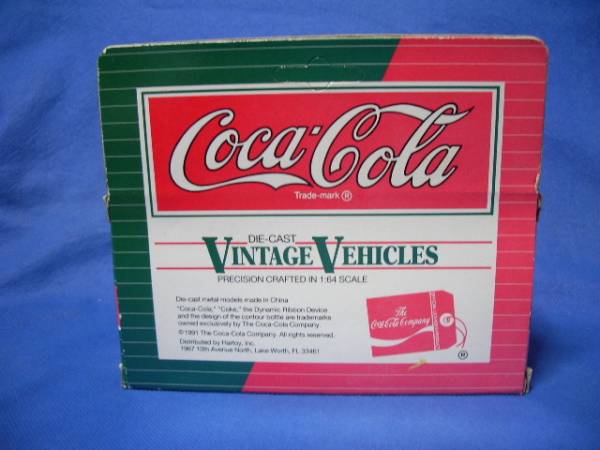 Coca-Cola
Trade-mark ®
DIE-CAST
VINTAGE VEHICLES
PRECISION CRAFTED IN 1:64 SCALE
Die-cast metal models made in China
"Coca-Cola," "Coke," the Dynamic Ribbon Device
and the design of the contour bottle are trademarks
owned exclusively by The Coca-Cola Company
©1991 The Coca-Cola Company. All rights reserved.
Distributed by Hartoy, Inc.
1967 10th Avenue North, Lake Worth, FL 33461
The
Coca-Cola Company
®